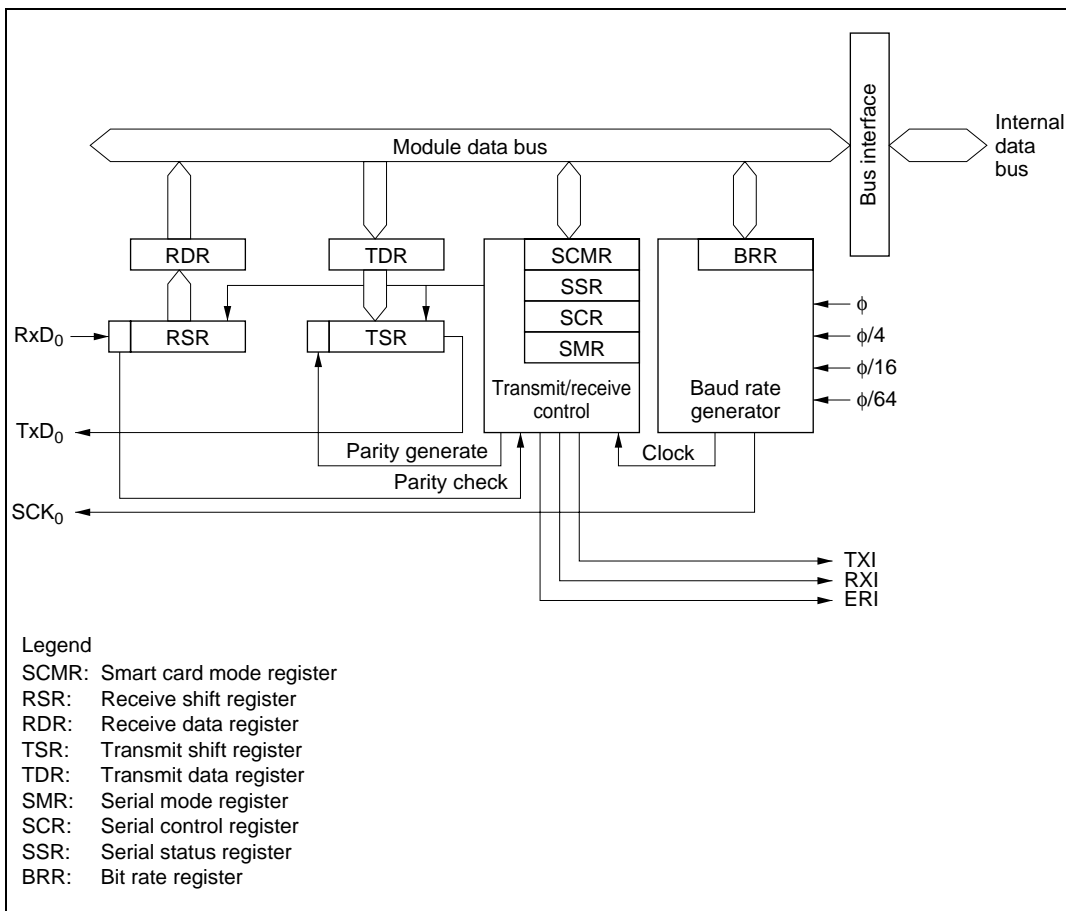 Bus interface
Internal
data
bus
Module data bus
RDR
TDR
SCMR
BRR
SSR
SCR
SMR
RxD0
RSR
TSR
ϕ
ϕ/4
ϕ/16
ϕ/64
Transmit/receive
control
Baud rate
generator
TxD0
Parity generate
Clock
Parity check
SCK0
TXI
RXI
ERI
Legend
SCMR: Smart card mode register
RSR: Receive shift register
RDR: Receive data register
TSR: Transmit shift register
TDR: Transmit data register
SMR: Serial mode register
SCR: Serial control register
SSR: Serial status register
BRR: Bit rate register